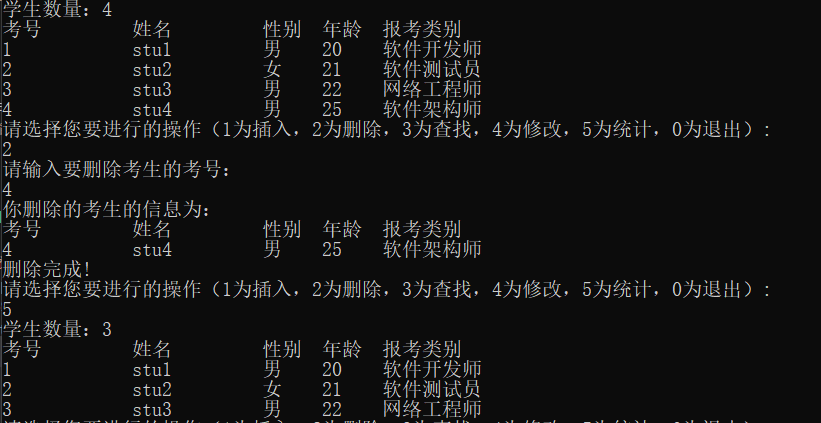 学生数量：4
考号 姓名 性别 年龄 报考类别
1 stu1 男 20 软件开发师
2 stu2 女 21 软件测试员
3 stu3 男 22 网络工程师
4 stu4 男 25 软件架构师
请选择您要进行的操作（1为插入，2为删除，3为查找，4为修改，5为统计，0为退出）:
2
请输入要删除考生的考号：
4
你删除的考生的信息为：
考号 姓名 性别 年龄 报考类别
4 stu4 男 25 软件架构师
删除完成!
请选择您要进行的操作（1为插入，2为删除，3为查找，4为修改，5为统计，0为退出）:
5
学生数量：3
考号 姓名 性别 年龄 报考类别
1 stu1 男 20 软件开发师
2 stu2 女 21 软件测试员
3 stu3 男 22 网络工程师